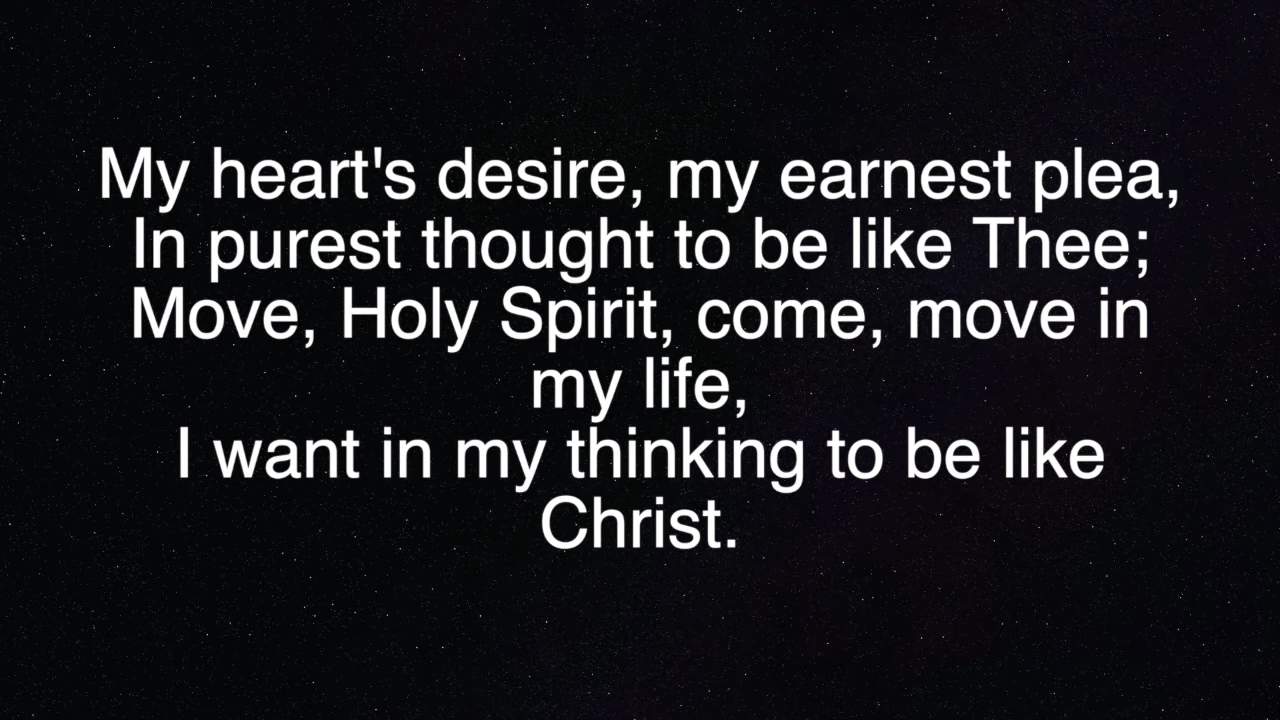 My heart's desire, my earnest plea,
In purest thought to be like Thee;
Move, Holy Spirit, come, move in
my life,
I want in my thinking to be like
Christ.